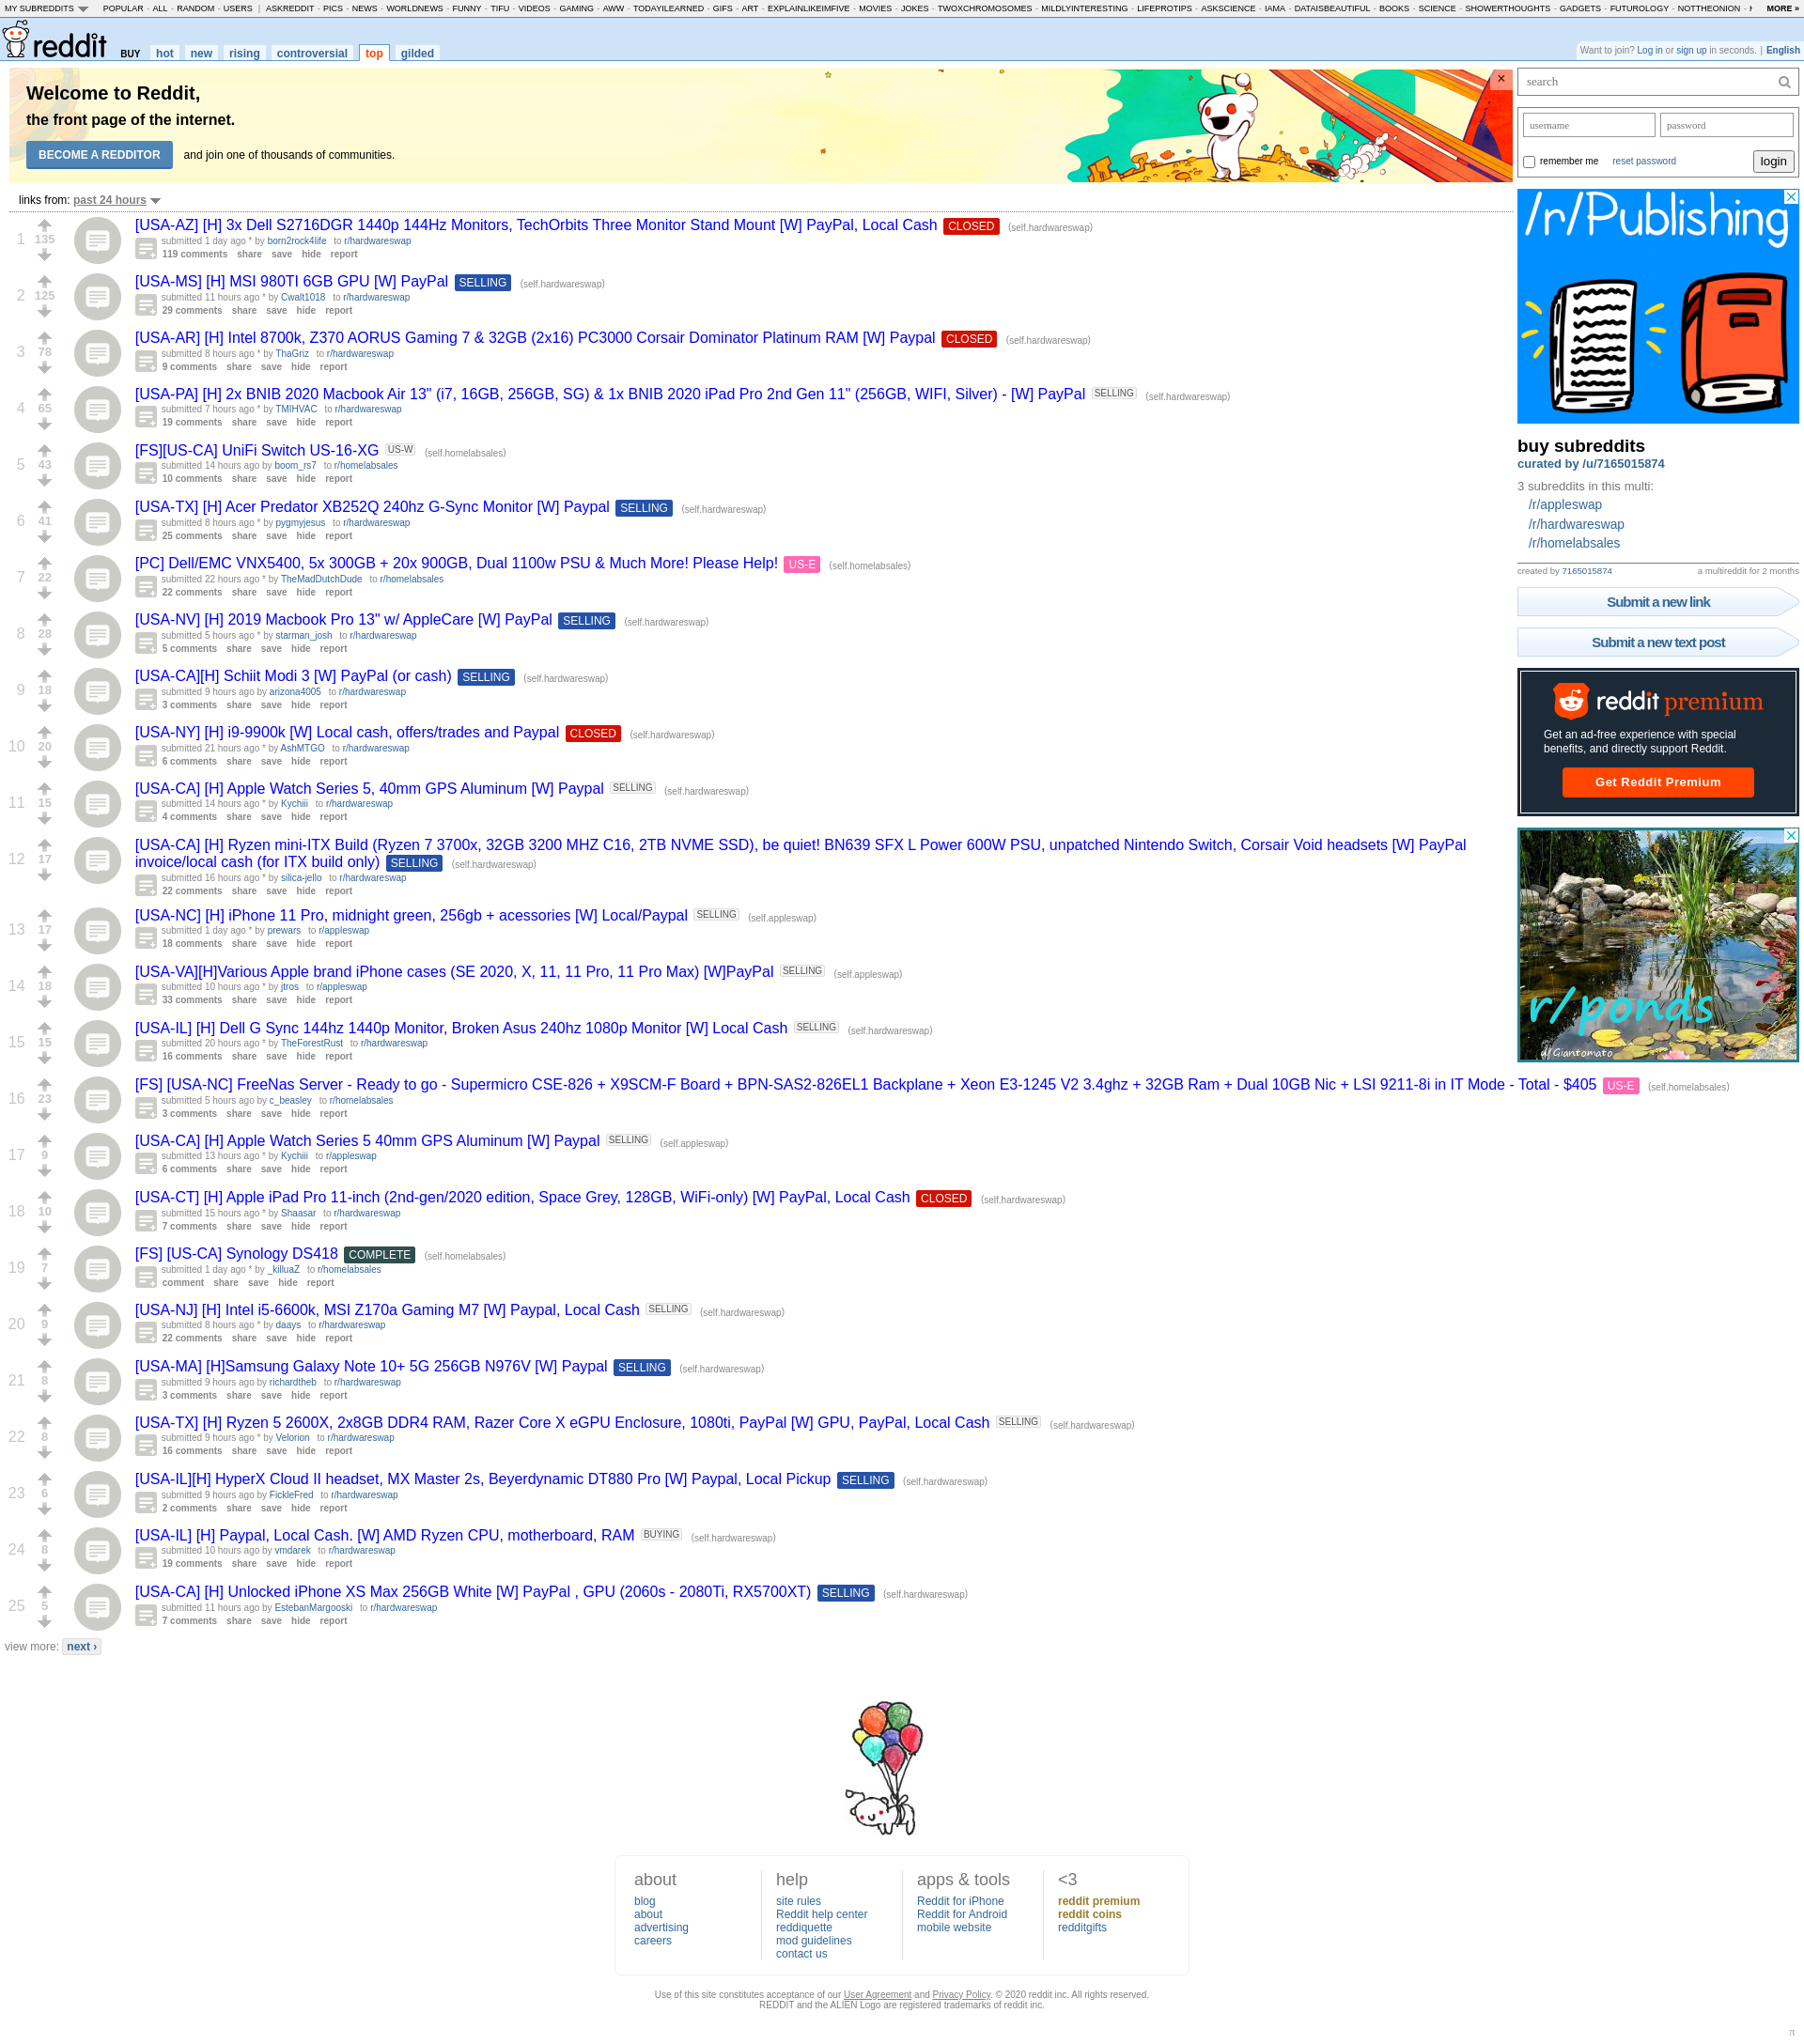 MY SUBREDDITS POPULAR - ALL - RANDOM - USERS | ASKREDDIT - PICS - NEWS - WORLDNEWS - FUNNY - TIFU - VIDEOS - GAMING - AWW - TODAYILEARNED - GIFS - ART - EXPLAINLIKEIMFIVE - MOVIES - JOKES - TWOXCHROMOSOMES - MILDLYINTERESTING - LIFEPROTIPS - ASKSCIENCE - IAMA - DATAISBEAUTIFUL - BOOKS - SCIENCE - SHOWERTHOUGHTS - GADGETS - FUTUROLOGY - NOTTHEONION - MORE »
reddit BUY hot new rising controversial top gilded
Want to join? Log in or sign up in seconds. | English
Welcome to Reddit,
the front page of the internet.
BECOME A REDDITOR and join one of thousands of communities.
×
links from: past 24 hours
1 135 [USA-AZ] [H] 3x Dell S2716DGR 1440p 144Hz Monitors, TechOrbits Three Monitor Stand Mount [W] PayPal, Local Cash CLOSED (self.hardwareswap)
submitted 1 day ago * by born2rock4life to r/hardwareswap
119 comments share save hide report
2 125 [USA-MS] [H] MSI 980TI 6GB GPU [W] PayPal SELLING (self.hardwareswap)
submitted 11 hours ago * by Cwalt1018 to r/hardwareswap
29 comments share save hide report
3 78 [USA-AR] [H] Intel 8700k, Z370 AORUS Gaming 7 & 32GB (2x16) PC3000 Corsair Dominator Platinum RAM [W] Paypal CLOSED (self.hardwareswap)
submitted 8 hours ago * by ThaGriz to r/hardwareswap
9 comments share save hide report
4 65 [USA-PA] [H] 2x BNIB 2020 Macbook Air 13" (i7, 16GB, 256GB, SG) & 1x BNIB 2020 iPad Pro 2nd Gen 11" (256GB, WIFI, Silver) - [W] PayPal SELLING (self.hardwareswap)
submitted 7 hours ago * by TMIHVAC to r/hardwareswap
19 comments share save hide report
5 43 [FS][US-CA] UniFi Switch US-16-XG US-W (self.homelabsales)
submitted 14 hours ago by boom_rs7 to r/homelabsales
10 comments share save hide report
6 41 [USA-TX] [H] Acer Predator XB252Q 240hz G-Sync Monitor [W] Paypal SELLING (self.hardwareswap)
submitted 8 hours ago * by pygmyjesus to r/hardwareswap
25 comments share save hide report
7 22 [PC] Dell/EMC VNX5400, 5x 300GB + 20x 900GB, Dual 1100w PSU & Much More! Please Help! US-E (self.homelabsales)
submitted 22 hours ago * by TheMadDutchDude to r/homelabsales
22 comments share save hide report
8 28 [USA-NV] [H] 2019 Macbook Pro 13" w/ AppleCare [W] PayPal SELLING (self.hardwareswap)
submitted 5 hours ago * by starman_josh to r/hardwareswap
5 comments share save hide report
9 18 [USA-CA][H] Schiit Modi 3 [W] PayPal (or cash) SELLING (self.hardwareswap)
submitted 9 hours ago by arizona4005 to r/hardwareswap
3 comments share save hide report
10 20 [USA-NY] [H] i9-9900k [W] Local cash, offers/trades and Paypal CLOSED (self.hardwareswap)
submitted 21 hours ago * by AshMTGO to r/hardwareswap
6 comments share save hide report
11 15 [USA-CA] [H] Apple Watch Series 5, 40mm GPS Aluminum [W] Paypal SELLING (self.hardwareswap)
submitted 14 hours ago * by Kychiii to r/hardwareswap
4 comments share save hide report
12 17 [USA-CA] [H] Ryzen mini-ITX Build (Ryzen 7 3700x, 32GB 3200 MHZ C16, 2TB NVME SSD), be quiet! BN639 SFX L Power 600W PSU, unpatched Nintendo Switch, Corsair Void headsets [W] PayPal
invoice/local cash (for ITX build only) SELLING (self.hardwareswap)
submitted 16 hours ago * by silica-jello to r/hardwareswap
22 comments share save hide report
13 17 [USA-NC] [H] iPhone 11 Pro, midnight green, 256gb + acessories [W] Local/Paypal SELLING (self.appleswap)
submitted 1 day ago * by prewars to r/appleswap
18 comments share save hide report
14 18 [USA-VA][H]Various Apple brand iPhone cases (SE 2020, X, 11, 11 Pro, 11 Pro Max) [W]PayPal SELLING (self.appleswap)
submitted 10 hours ago * by jtros to r/appleswap
33 comments share save hide report
15 15 [USA-IL] [H] Dell G Sync 144hz 1440p Monitor, Broken Asus 240hz 1080p Monitor [W] Local Cash SELLING (self.hardwareswap)
submitted 20 hours ago * by TheForestRust to r/hardwareswap
16 comments share save hide report
16 23 [FS] [USA-NC] FreeNas Server - Ready to go - Supermicro CSE-826 + X9SCM-F Board + BPN-SAS2-826EL1 Backplane + Xeon E3-1245 V2 3.4ghz + 32GB Ram + Dual 10GB Nic + LSI 9211-8i in IT Mode - Total - $405 US-E (self.homelabsales)
submitted 5 hours ago by c_beasley to r/homelabsales
3 comments share save hide report
17 9 [USA-CA] [H] Apple Watch Series 5 40mm GPS Aluminum [W] Paypal SELLING (self.appleswap)
submitted 13 hours ago * by Kychiii to r/appleswap
6 comments share save hide report
18 10 [USA-CT] [H] Apple iPad Pro 11-inch (2nd-gen/2020 edition, Space Grey, 128GB, WiFi-only) [W] PayPal, Local Cash CLOSED (self.hardwareswap)
submitted 15 hours ago * by Shaasar to r/hardwareswap
7 comments share save hide report
19 7 [FS] [US-CA] Synology DS418 COMPLETE (self.homelabsales)
submitted 1 day ago * by _killuaZ to r/homelabsales
comment share save hide report
20 9 [USA-NJ] [H] Intel i5-6600k, MSI Z170a Gaming M7 [W] Paypal, Local Cash SELLING (self.hardwareswap)
submitted 8 hours ago * by daays to r/hardwareswap
22 comments share save hide report
21 8 [USA-MA] [H]Samsung Galaxy Note 10+ 5G 256GB N976V [W] Paypal SELLING (self.hardwareswap)
submitted 9 hours ago by richardtheb to r/hardwareswap
3 comments share save hide report
22 8 [USA-TX] [H] Ryzen 5 2600X, 2x8GB DDR4 RAM, Razer Core X eGPU Enclosure, 1080ti, PayPal [W] GPU, PayPal, Local Cash SELLING (self.hardwareswap)
submitted 9 hours ago * by Velorion to r/hardwareswap
16 comments share save hide report
23 6 [USA-IL][H] HyperX Cloud II headset, MX Master 2s, Beyerdynamic DT880 Pro [W] Paypal, Local Pickup SELLING (self.hardwareswap)
submitted 9 hours ago by FickleFred to r/hardwareswap
2 comments share save hide report
24 8 [USA-IL] [H] Paypal, Local Cash. [W] AMD Ryzen CPU, motherboard, RAM BUYING (self.hardwareswap)
submitted 10 hours ago by vmdarek to r/hardwareswap
19 comments share save hide report
25 5 [USA-CA] [H] Unlocked iPhone XS Max 256GB White [W] PayPal , GPU (2060s - 2080Ti, RX5700XT) SELLING (self.hardwareswap)
submitted 11 hours ago by EstebanMargooski to r/hardwareswap
7 comments share save hide report
view more: next ›
search
username password
remember me reset password login
/r/Publishing
buy subreddits
curated by /u/7165015874
3 subreddits in this multi:
/r/appleswap
/r/hardwareswap
/r/homelabsales
created by 7165015874 a multireddit for 2 months
Submit a new link
Submit a new text post
reddit premium
Get an ad-free experience with special
benefits, and directly support Reddit.
Get Reddit Premium
r/ponds
u/Giantomato
about
blog
about
advertising
careers
help
site rules
Reddit help center
reddiquette
mod guidelines
contact us
apps & tools
Reddit for iPhone
Reddit for Android
mobile website
<3
reddit premium
reddit coins
redditgifts
Use of this site constitutes acceptance of our User Agreement and Privacy Policy. © 2020 reddit inc. All rights reserved.
REDDIT and the ALIEN Logo are registered trademarks of reddit inc.
π